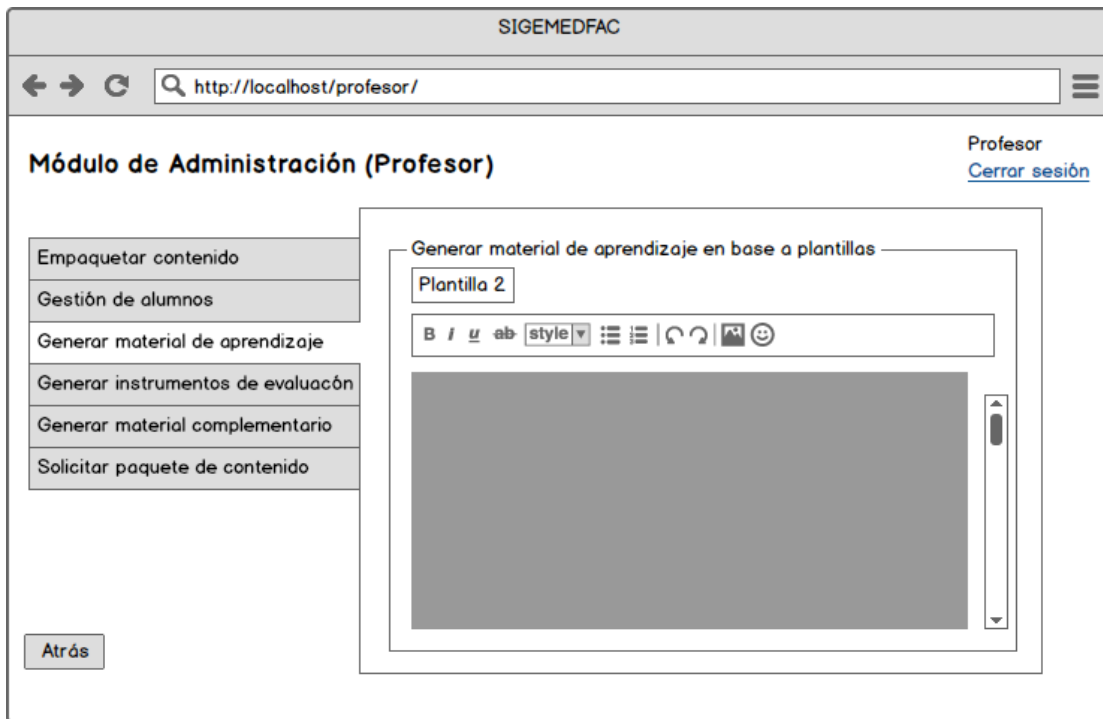 SIGEMEDFAC
http://localhost/profesor/
Módulo de Administración (Profesor)
Profesor
Cerrar sesión
Empaquetar contenido
Gestión de alumnos
Generar material de aprendizaje
Generar instrumentos de evaluacón
Generar material complementario
Solicitar paquete de contenido
Generar material de aprendizaje en base a plantillas
Plantilla 2
B i u ab style
Atrás